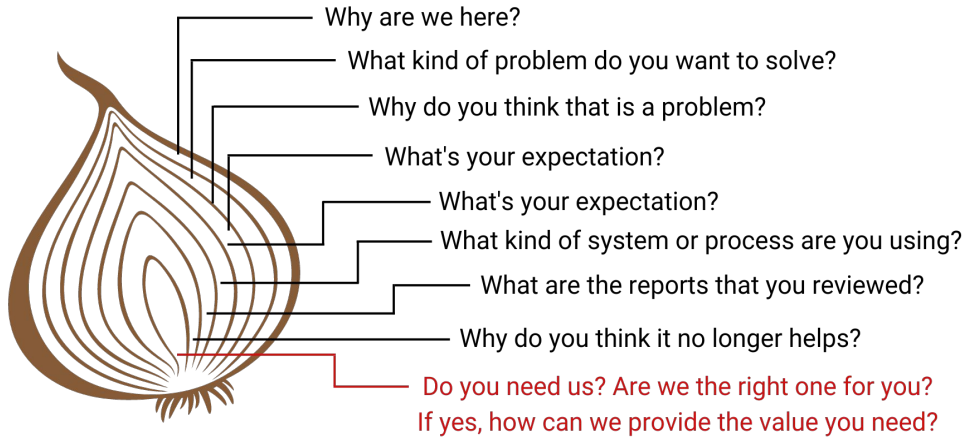 Why are we here?
What kind of problem do you want to solve?
Why do you think that is a problem?
What's your expectation?
What's your expectation?
What kind of system or process are you using?
What are the reports that you reviewed?
Why do you think it no longer helps?
Do you need us? Are we the right one for you?
If yes, how can we provide the value you need?